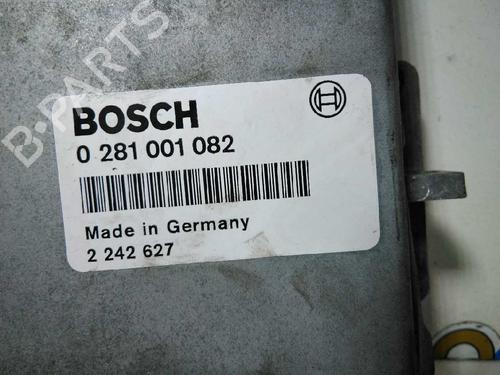 B-PARTS
BOSCH
0 281 001 082
Made in Germany
2 242 627